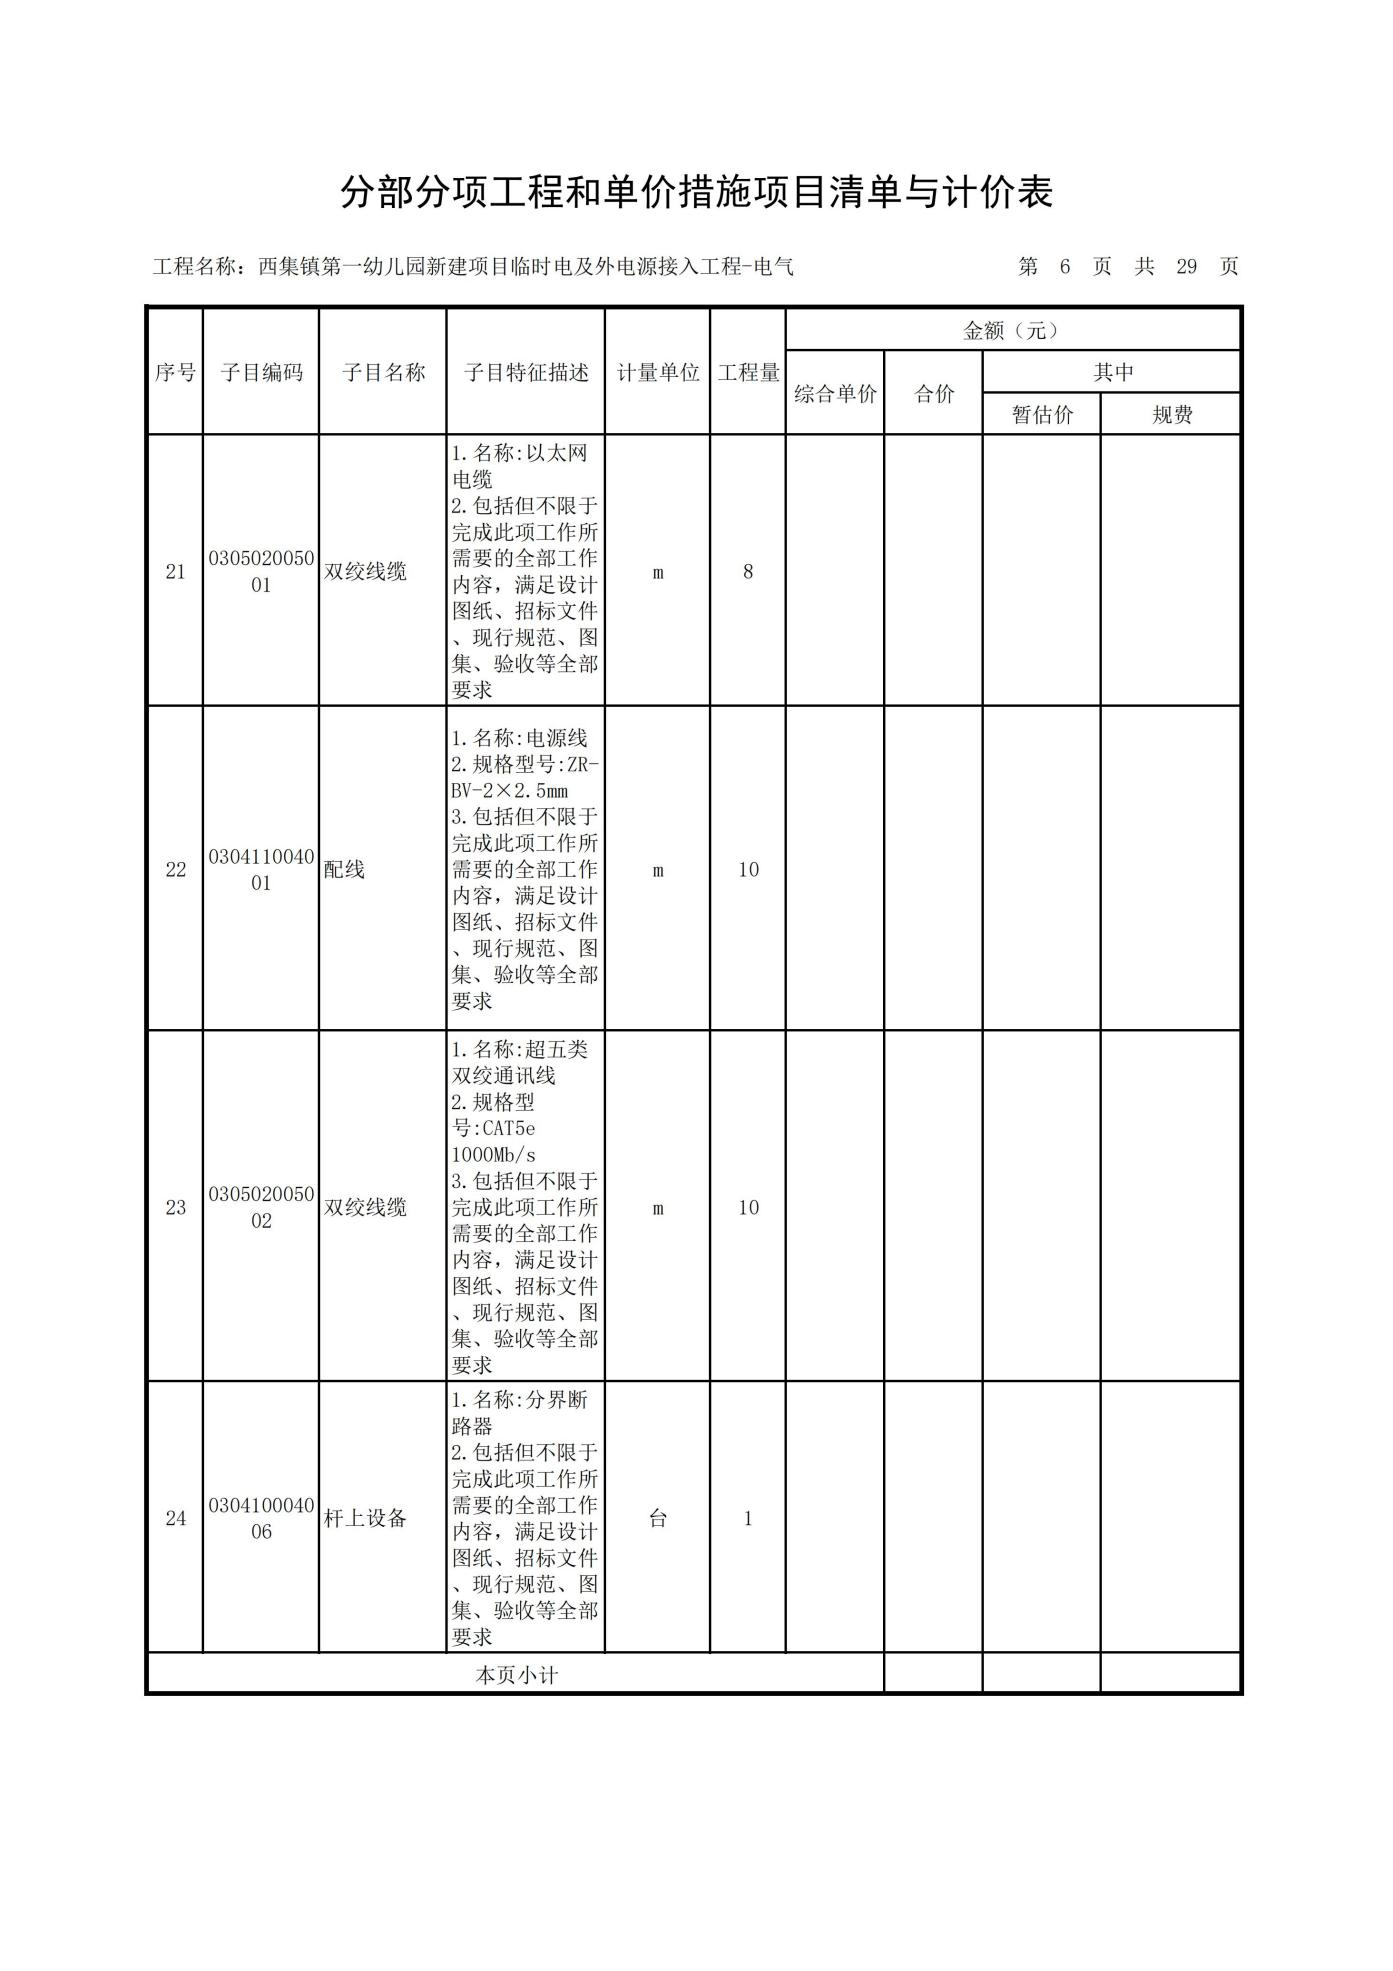 分部分项工程和单价措施项目清单与计价表
工程名称：西集镇第一幼儿园新建项目临时电及外电源接入工程-电气 第 6 页 共 29 页
序号 子目编码 子目名称 子目特征描述 计量单位 工程量 金额（元）
综合单价 合价 其中
暂估价 规费
21
0305020050
01
双绞线缆
1.名称:以太网
电缆
2.包括但不限于
完成此项工作所
需要的全部工作
内容，满足设计
图纸、招标文件
、现行规范、图
集、验收等全部
要求
m
8
22
0304110040
01
配线
1.名称:电源线
2.规格型号:ZR-
BV-2×2.5mm
3.包括但不限于
完成此项工作所
需要的全部工作
内容，满足设计
图纸、招标文件
、现行规范、图
集、验收等全部
要求
m
10
23
0305020050
02
双绞线缆
1.名称:超五类
双绞通讯线
2.规格型
号:CAT5e
1000Mb/s
3.包括但不限于
完成此项工作所
需要的全部工作
内容，满足设计
图纸、招标文件
、现行规范、图
集、验收等全部
要求
m
10
24
0304100040
06
杆上设备
1.名称:分界断
路器
2.包括但不限于
完成此项工作所
需要的全部工作
内容，满足设计
图纸、招标文件
、现行规范、图
集、验收等全部
要求
台
1
本页小计